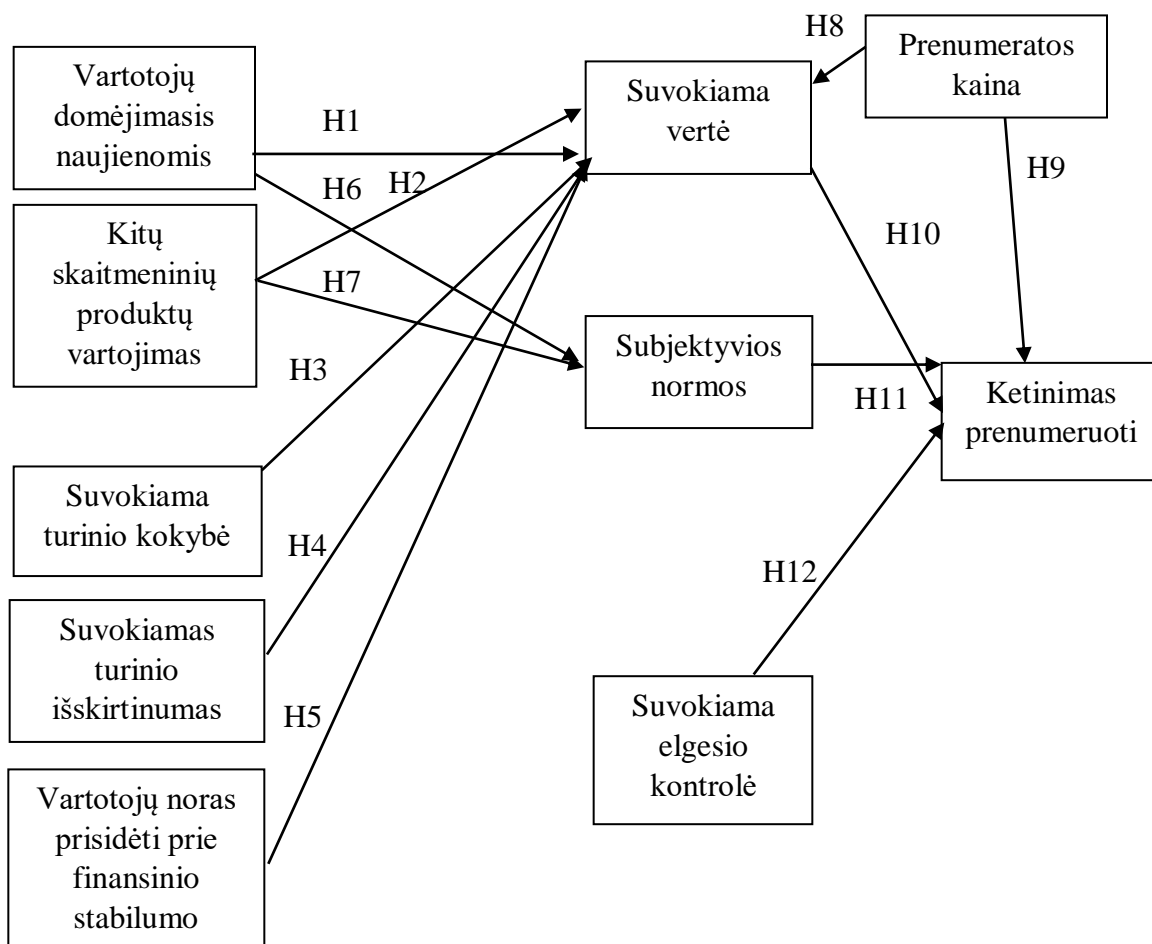 Vartotojų
domėjimasis
naujienomis
Kitų
skaitmeninių
produktų
vartojimas
Suvokiama
turinio kokybė
Suvokiamas
turinio
išskirtinumas
Vartotojų noras
prisidėti prie
finansinio
stabilumo
H1
H2
H6
H7
H3
H4
H5
Suvokiama
vertė
Subjektyvios
normos
Suvokiama
elgesio
kontrolė
H8
Prenumeratos
kaina
H9
H10
H11
H12
Ketinimas
prenumeruoti